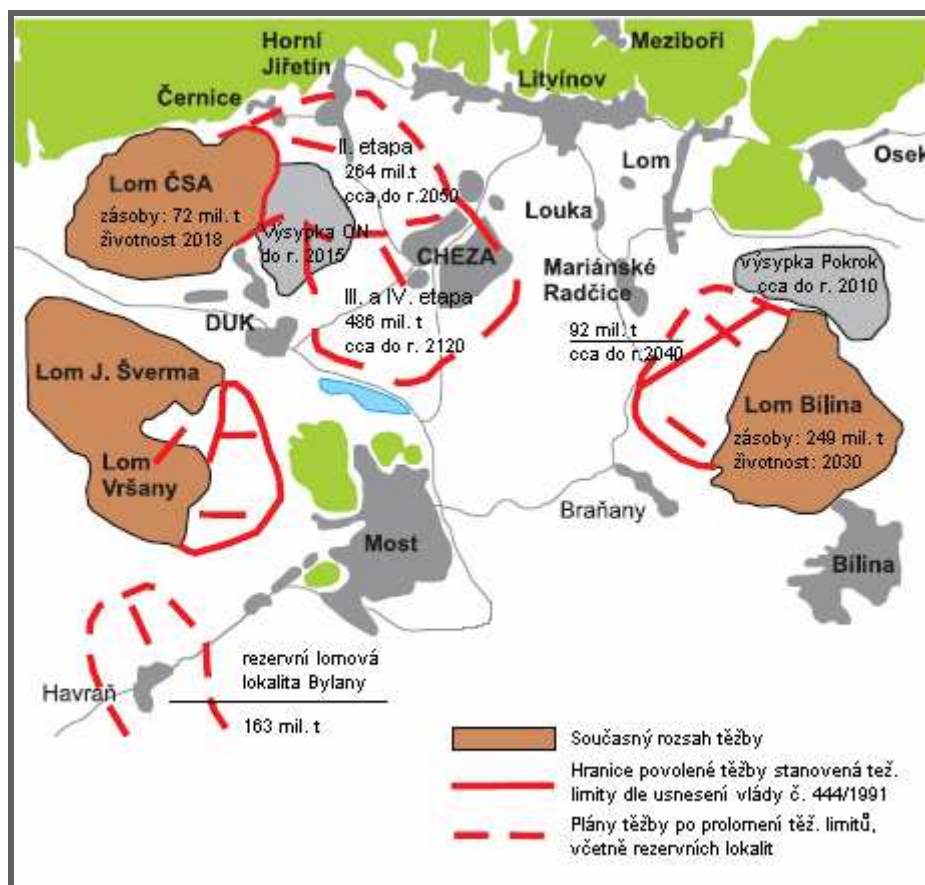 Horní
Jiřetín
Meziboří
Litvínov
Černice
Lom
Osek
II. etapa
264 mil.t
cca do r.2050
Lom ČSA
zásoby: 72 mil. t
životnost 2018
Výsypka ON
do r. 2015
Louka
CHEZA
Mariánské
Radčice
výsypka Pokrok
cca do r. 2010
III. a IV. etapa
486 mil. t
cca do r. 2120
DUK
92 mil. t
cca do r.2040
Lom J. Šverma
Lom Bílina
zásoby: 249 mil. t
životnost: 2030
Lom
Vršany
Braňany
Most
Bílina
rezervní lomová
lokalita Bylany
163 mil. t
Havraň
Současný rozsah těžby
Hranice povolené těžby stanovená tež.
limity dle usnesení vlády č. 444/1991
Plány těžby po prolomení těž. limitů,
včetně rezervních lokalit